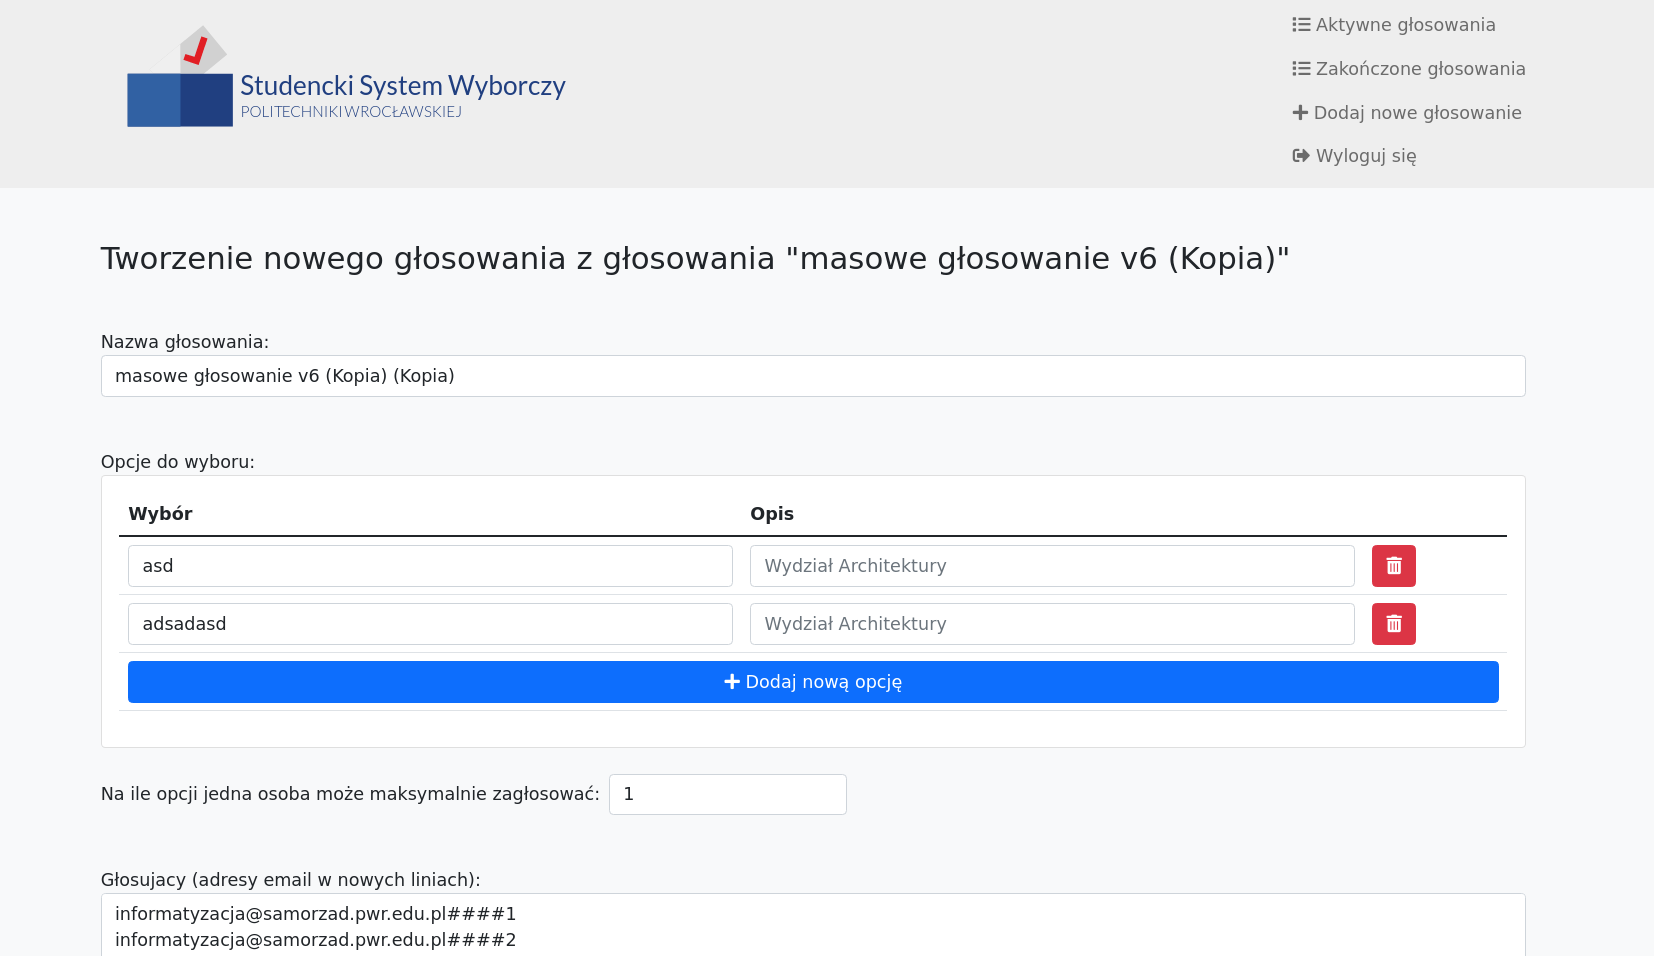 Aktywne głosowania
Zakończone głosowania
Dodaj nowe głosowanie
Wyloguj się
Studencki System Wyborczy
POLITECHNIKI WROCŁAWSKIEJ
Tworzenie nowego głosowania z głosowania "masowe głosowanie v6 (Kopia)"
Nazwa głosowania:
masowe głosowanie v6 (Kopia) (Kopia)
Opcje do wyboru:
Wybór Opis
asd Wydział Architektury
adsadasd Wydział Architektury
Dodaj nową opcję
Na ile opcji jedna osoba może maksymalnie zagłosować: 1
Głosujacy (adresy email w nowych liniach):
informatyzacja@samorzad.pwr.edu.pl####1
informatyzacja@samorzad.pwr.edu.pl####2